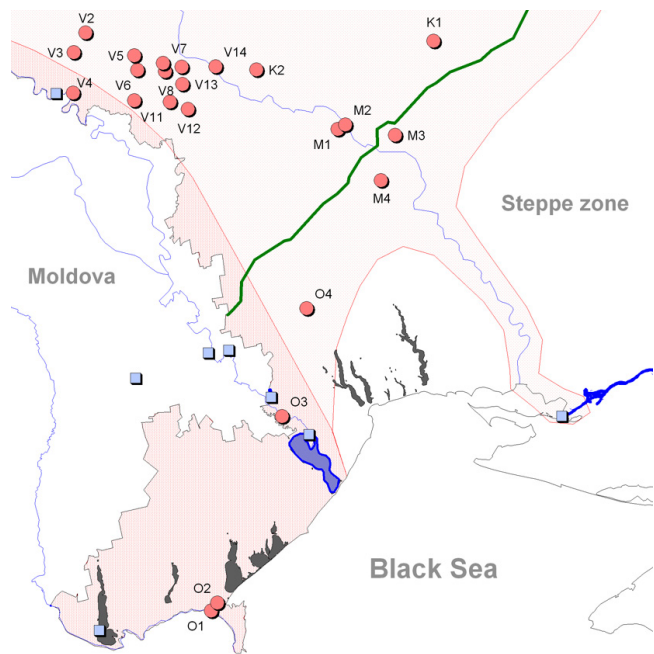 V2
K1
V3
V5
V7
V14
K2
V4
V6
V8
V13
V11
V12
M2
M1
M3
M4
Steppe zone
Moldova
O4
O3
Black Sea
O2
O1